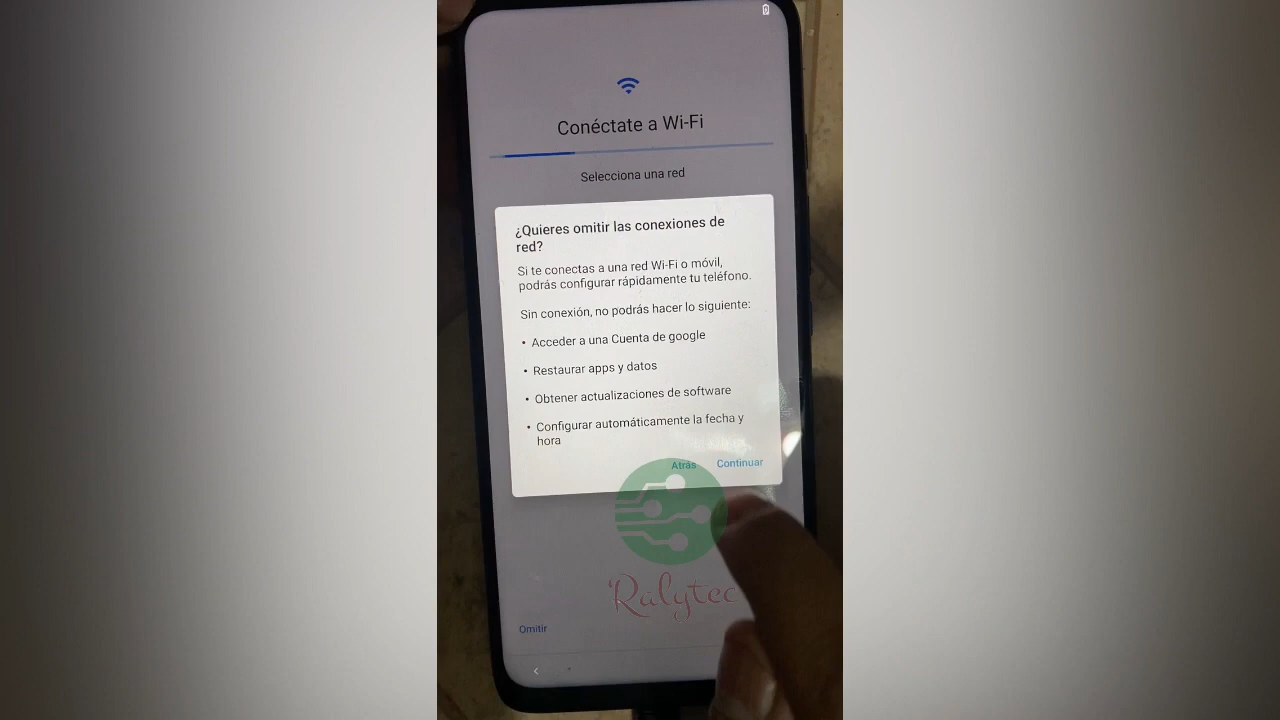 Conéctate a Wi-Fi
Selecciona una red
¿Quieres omitir las conexiones de
red?
Si te conectas a una red Wi-Fi o móvil,
podrás configurar rápidamente tu teléfono.
Sin conexión, no podrás hacer lo siguiente:
• Acceder a una Cuenta de google
• Restaurar apps y datos
• Obtener actualizaciones de software
• Configurar automáticamente la fecha y
hora
Atrás Continuar
Ralytec
Omitir